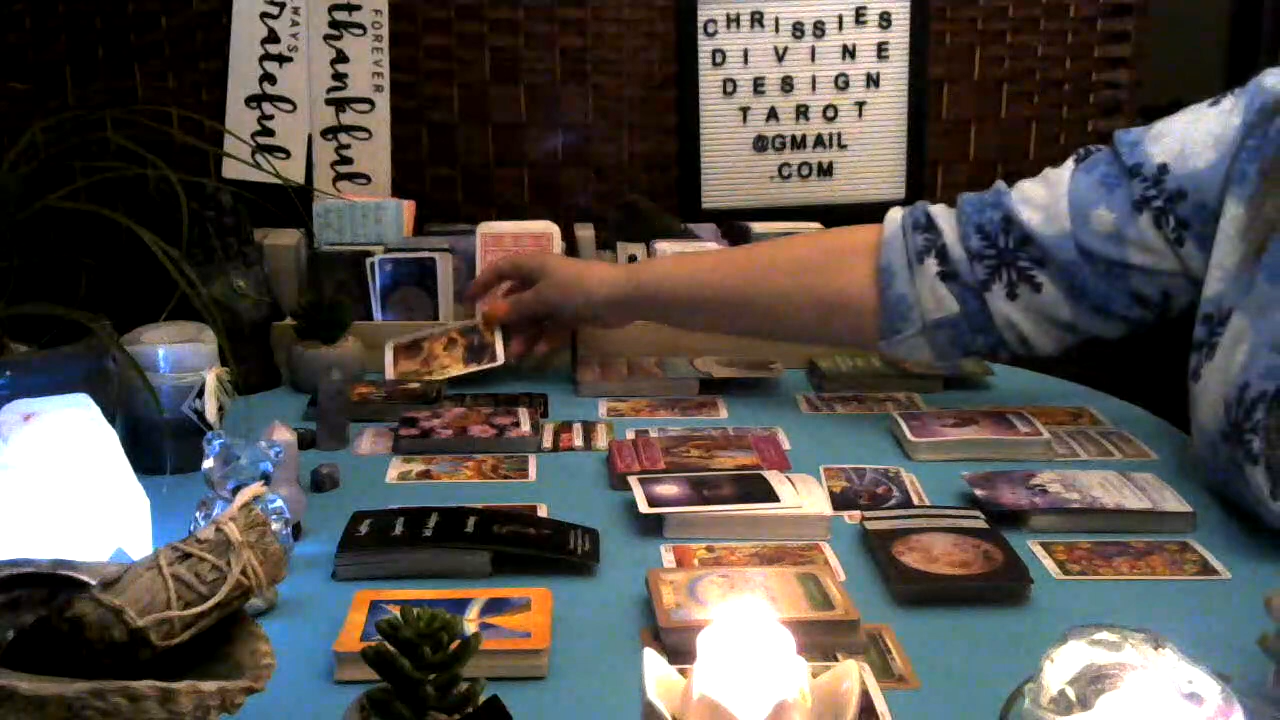 ALWAYS
grateful
FOREVER
thankful
CHRISSIES
DIVINE
DESIGN
TAROT
@GMAIL
.COM